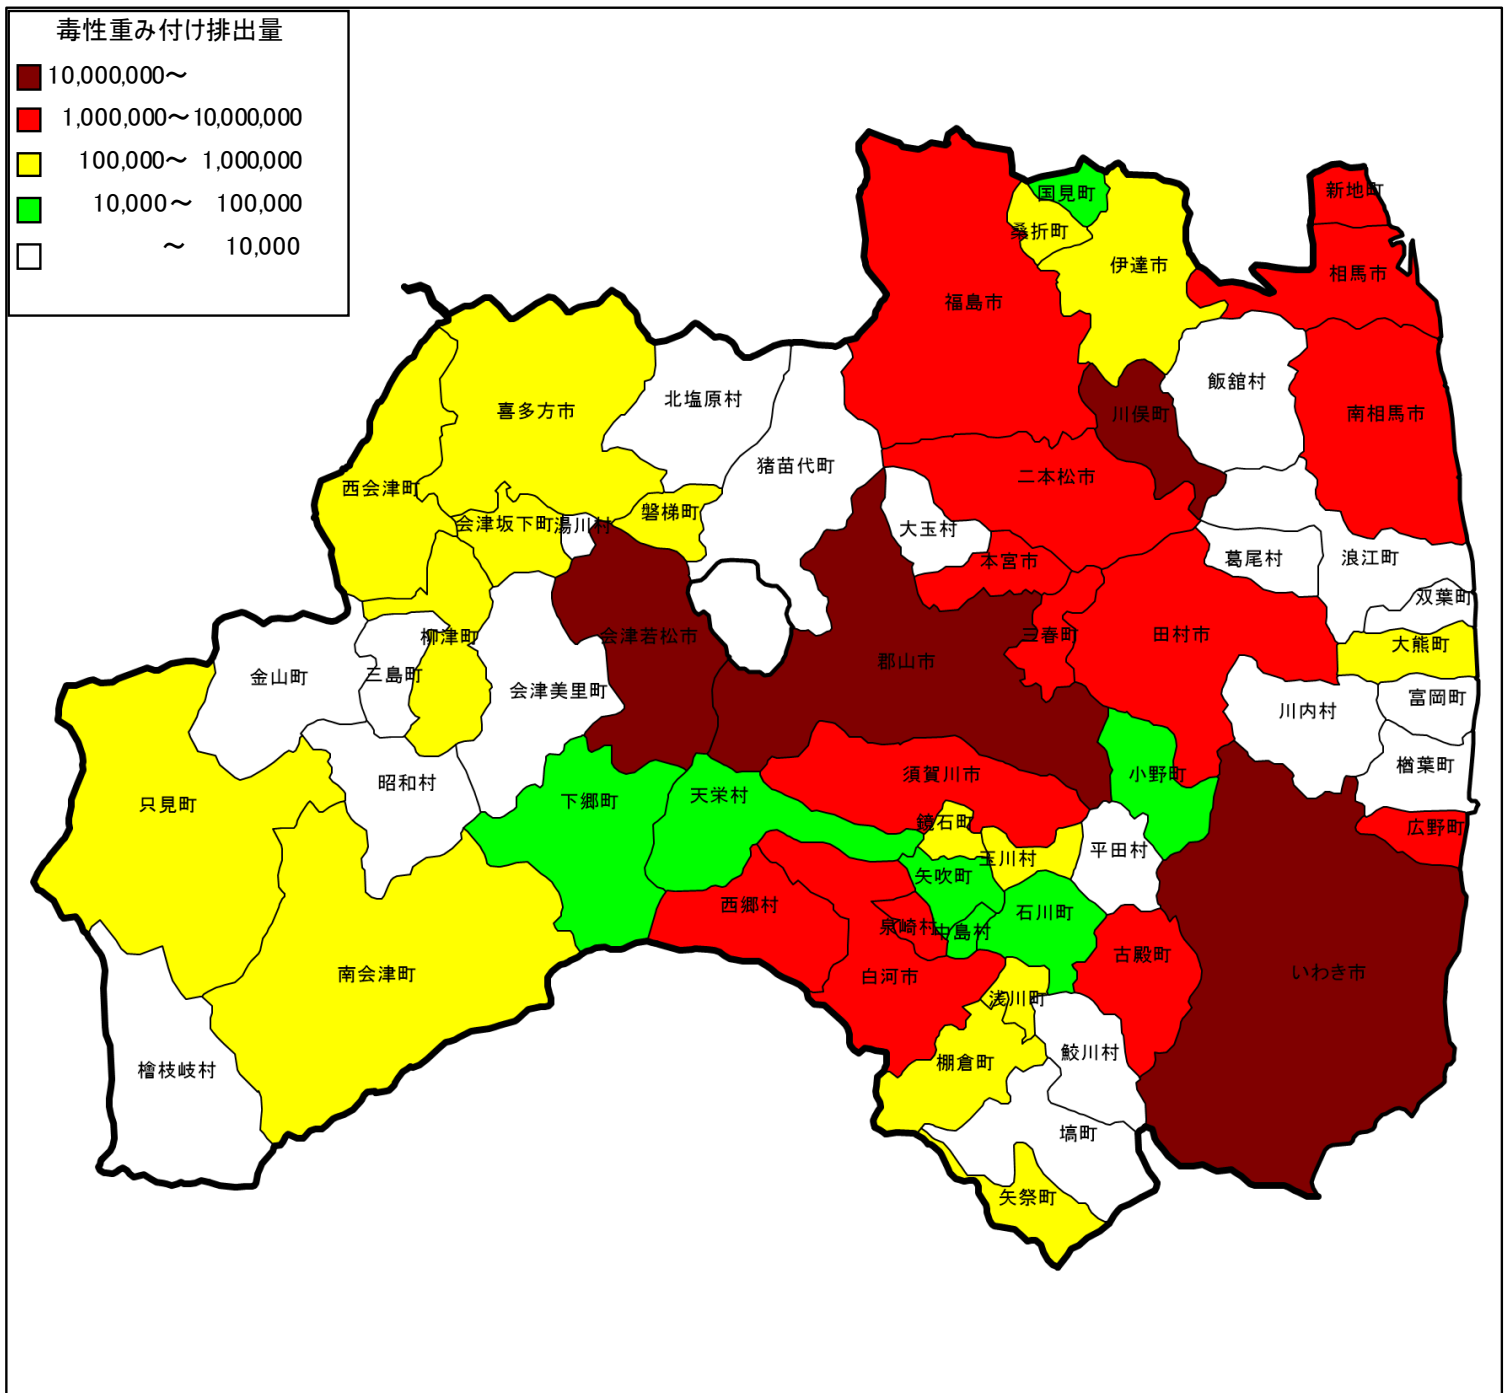 毒性重み付け排出量
10,000,000～
1,000,000～10,000,000
100,000～ 1,000,000
10,000～ 100,000
～ 10,000
新地町
国見町
桑折町
伊達市
相馬市
福島市
飯舘村
川俣町
南相馬市
北塩原村
喜多方市
猪苗代町
二本松市
西会津町
磐梯町
会津坂下町
湯川村
大玉村
本宮市
葛尾村
浪江町
双葉町
柳津町
会津若松市
三春町
田村市
大熊町
郡山市
金山町
三島町
会津美里町
富岡町
川内村
楢葉町
昭和村
須賀川市
小野町
只見町
下郷町
天栄村
鏡石町
広野町
玉川村
平田村
矢吹町
西郷村
石川町
泉崎村
中島村
古殿町
南会津町
白河市
いわき市
浅川町
檜枝岐村
棚倉町
鮫川村
塙町
矢祭町